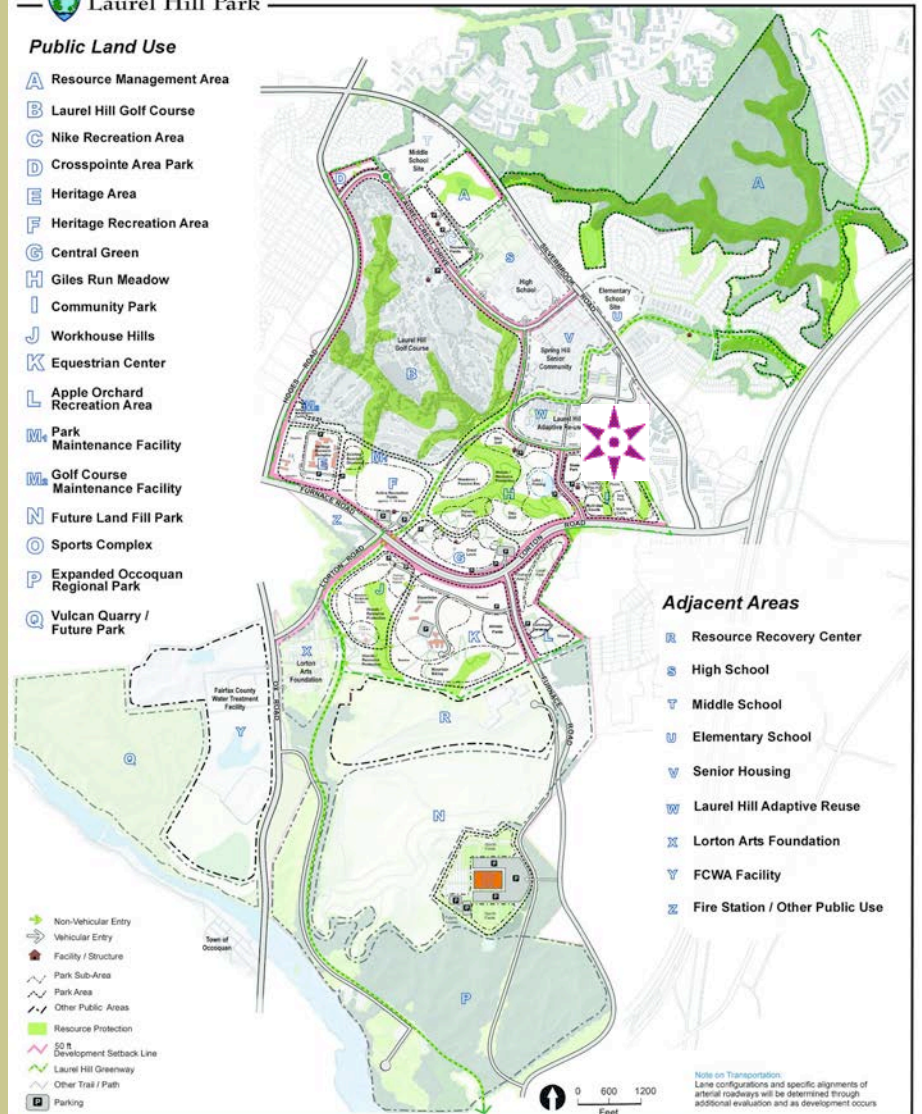 Laurel Hill Park
Public Land Use
A Resource Management Area
B Laurel Hill Golf Course
C Nike Recreation Area
D Crosspointe Area Park
E Heritage Area
F Heritage Recreation Area
G Central Green
H Giles Run Meadow
I Community Park
J Workhouse Hills
K Equestrian Center
L Apple Orchard
Recreation Area
M1 Park
Maintenance Facility
M2 Golf Course
Maintenance Facility
N Future Land Fill Park
O Sports Complex
P Expanded Occoquan
Regional Park
Q Vulcan Quarry /
Future Park
T
Middle
School
Site
D
A
A
S
High
School
SILVERBROOK ROAD
Elementary
School
Site
U
V
Spring Hill
Senior
Community
Laurel Hill
Golf Course
B
HOOES ROAD
W
Laurel Hill
Adaptive Re-use
E
F
H
I
FURNACE ROAD
Z
LORTON ROAD
G
LORTON ROAD
J
K
L
X
Lorton
Arts
Foundation
Fairfax County
Water Treatment
Facility
Y
OX ROAD
FURNACE ROAD
R
Q
N
P
Town of
Occoquan
Adjacent Areas
R Resource Recovery Center
S High School
T Middle School
U Elementary School
V Senior Housing
W Laurel Hill Adaptive Reuse
X Lorton Arts Foundation
Y FCWA Facility
Z Fire Station / Other Public Use
Non-Vehicular Entry
Vehicular Entry
Facility / Structure
Park Sub-Area
Park Area
Other Public Areas
Resource Protection
50 ft
Development Setback Line
Laurel Hill Greenway
Other Trail / Path
P Parking
0 600 1200
Feet
Note on Transportation:
Lane configurations and specific alignments of
arterial roadways will be determined through
additional evaluation and as development occurs